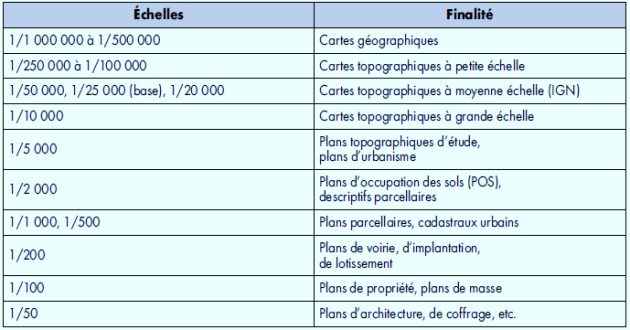 Échelles Finalité
1/1 000 000 à 1/500 000 Cartes géographiques
1/250 000 à 1/100 000 Cartes topographiques à petite échelle
1/50 000, 1/25 000 (base), 1/20 000 Cartes topographiques à moyenne échelle (IGN)
1/10 000 Cartes topographiques à grande échelle
1/5 000 Plans topographiques d'étude,
plans d'urbanisme
1/2 000 Plans d'occupation des sols (POS),
descriptifs parcellaires
1/1 000, 1/500 Plans parcellaires, cadastraux urbains
1/200 Plans de voirie, d'implantation,
de lotissement
1/100 Plans de propriété, plans de masse
1/50 Plans d'architecture, de coffrage, etc.